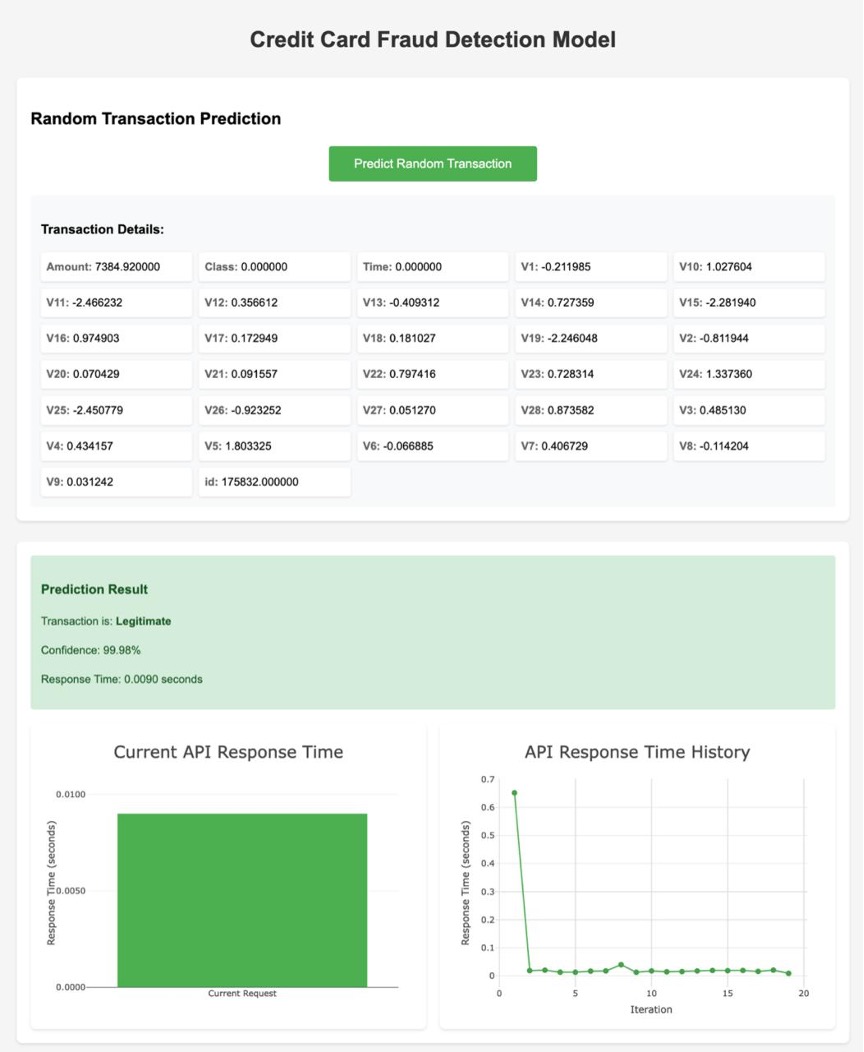 Credit Card Fraud Detection Model
Random Transaction Prediction
Predict Random Transaction
Transaction Details:
Amount: 7384.920000 Class: 0.000000 Time: 0.000000 V1: -0.211985 V10: 1.027604
V11: -2.466232 V12: 0.356612 V13: -0.409312 V14: 0.727359 V15: -2.281940
V16: 0.974903 V17: 0.172949 V18: 0.181027 V19: -2.246048 V2: -0.811944
V20: 0.070429 V21: 0.091557 V22: 0.797416 V23: 0.728314 V24: 1.337360
V25: -2.450779 V26: -0.923252 V27: 0.051270 V28: 0.873582 V3: 0.485130
V4: 0.434157 V5: 1.803325 V6: -0.066885 V7: 0.406729 V8: -0.114204
V9: 0.031242 id: 175832.000000
Prediction Result
Transaction is: Legitimate
Confidence: 99.98%
Response Time: 0.0090 seconds
Current API Response Time
Response Time (seconds)
0.0100
0.0050
0.0000
Current Request
API Response Time History
Response Time (seconds)
0.7
0.6
0.5
0.4
0.3
0.2
0.1
0
0 5 10 15 20
Iteration